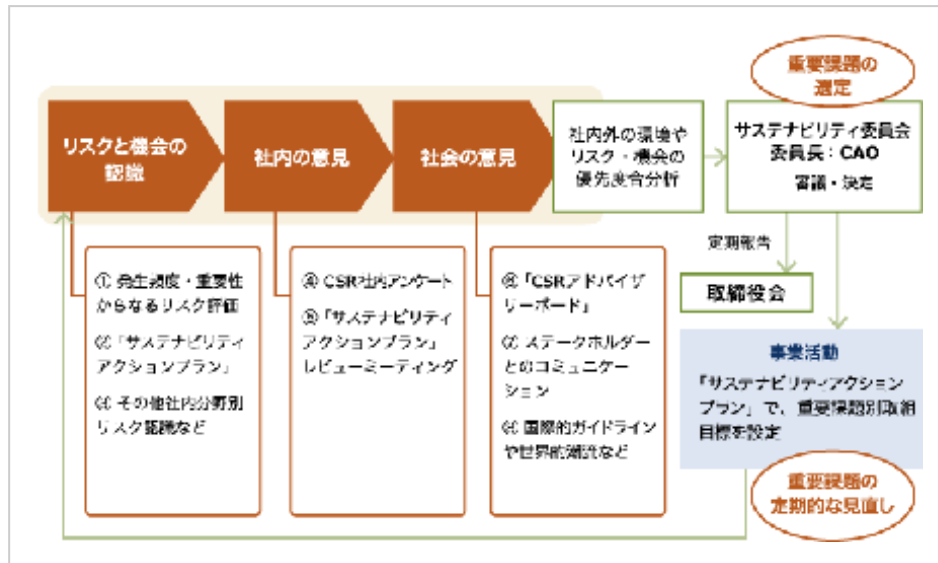 重要課題の
選定
リスクと機会の
認識
社内の意見
社会の意見
社内外の環境や
リスク・機会の
優先度合分析
サステナビリティ委員会
委員長：CAO
審議・決定
① 発生頻度・重要性
からなるリスク評価
② 「サステナビリティ
アクションプラン」
③ その他社内分野別
リスク認識など
④ CSR社内アンケート
⑤ 「サステナビリティ
アクションプラン」
レビューミーティング
⑥ 「CSRアドバイザ
リーボード」
⑦ ステークホルダー
とのコミュニケー
ション
⑧ 国際的ガイドライン
や世界的潮流など
定期報告
取締役会
事業活動
「サステナビリティアクション
プラン」で、重要課題別取組
目標を設定
重要課題の
定期的な見直し